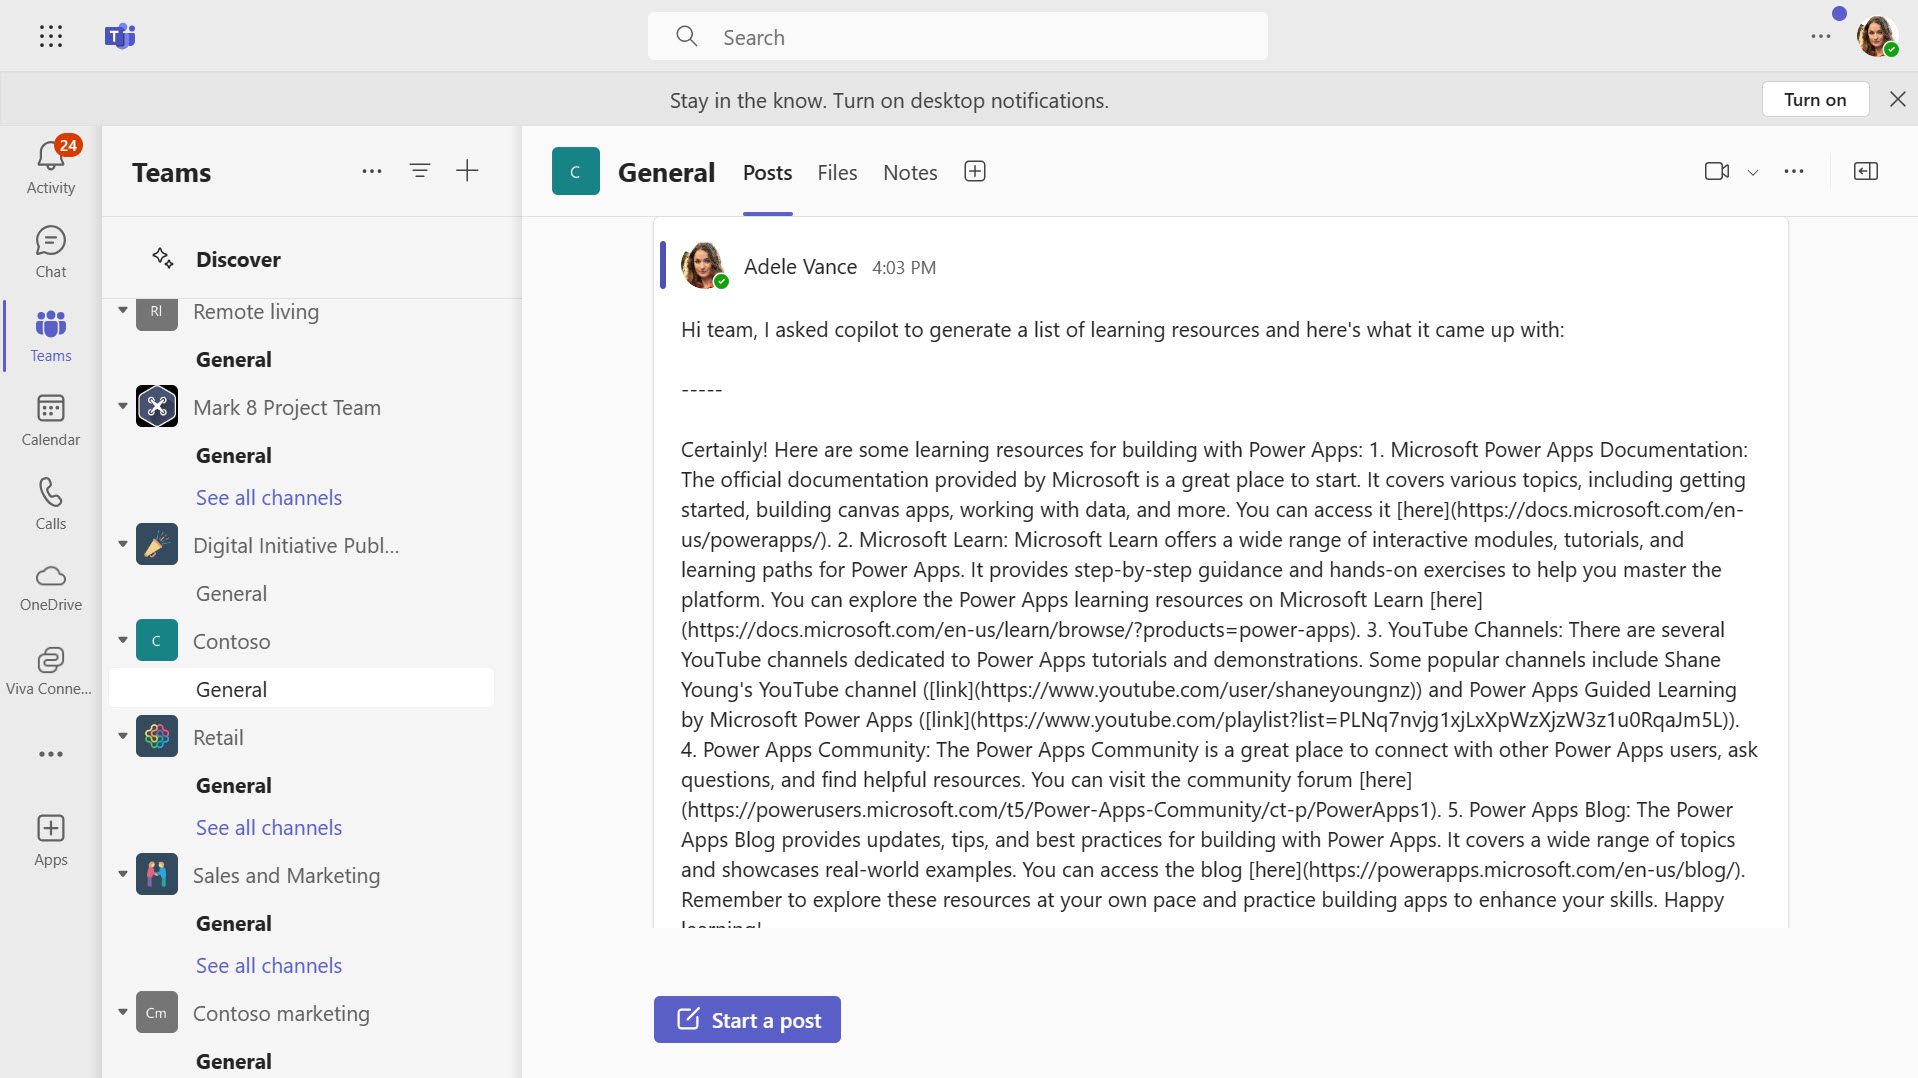 Search
Stay in the know. Turn on desktop notifications.
Turn on
24
Activity
Chat
Teams
Calendar
Calls
OneDrive
Viva Conne...
Apps
Teams
Discover
Rl
Remote living
General
Mark 8 Project Team
General
See all channels
Digital Initiative Publ...
General
C
Contoso
General
Retail
General
See all channels
Sales and Marketing
General
See all channels
Cm
Contoso marketing
General
C
General
Posts
Files
Notes
Adele Vance 4:03 PM
Hi team, I asked copilot to generate a list of learning resources and here's what it came up with:
-----
Certainly! Here are some learning resources for building with Power Apps: 1. Microsoft Power Apps Documentation:
The official documentation provided by Microsoft is a great place to start. It covers various topics, including getting
started, building canvas apps, working with data, and more. You can access it [here](https://docs.microsoft.com/en-
us/powerapps/). 2. Microsoft Learn: Microsoft Learn offers a wide range of interactive modules, tutorials, and
learning paths for Power Apps. It provides step-by-step guidance and hands-on exercises to help you master the
platform. You can explore the Power Apps learning resources on Microsoft Learn [here]
(https://docs.microsoft.com/en-us/learn/browse/?products=power-apps). 3. YouTube Channels: There are several
YouTube channels dedicated to Power Apps tutorials and demonstrations. Some popular channels include Shane
Young's YouTube channel ([link](https://www.youtube.com/user/shaneyoungnz)) and Power Apps Guided Learning
by Microsoft Power Apps ([link](https://www.youtube.com/playlist?list=PLNq7nvjg1xjLxXpWzXjzW3z1u0RqaJm5L)).
4. Power Apps Community: The Power Apps Community is a great place to connect with other Power Apps users, ask
questions, and find helpful resources. You can visit the community forum [here]
(https://powerusers.microsoft.com/t5/Power-Apps-Community/ct-p/PowerApps1). 5. Power Apps Blog: The Power
Apps Blog provides updates, tips, and best practices for building with Power Apps. It covers a wide range of topics
and showcases real-world examples. You can access the blog [here](https://powerapps.microsoft.com/en-us/blog/).
Remember to explore these resources at your own pace and practice building apps to enhance your skills. Happy
learning!
Start a post